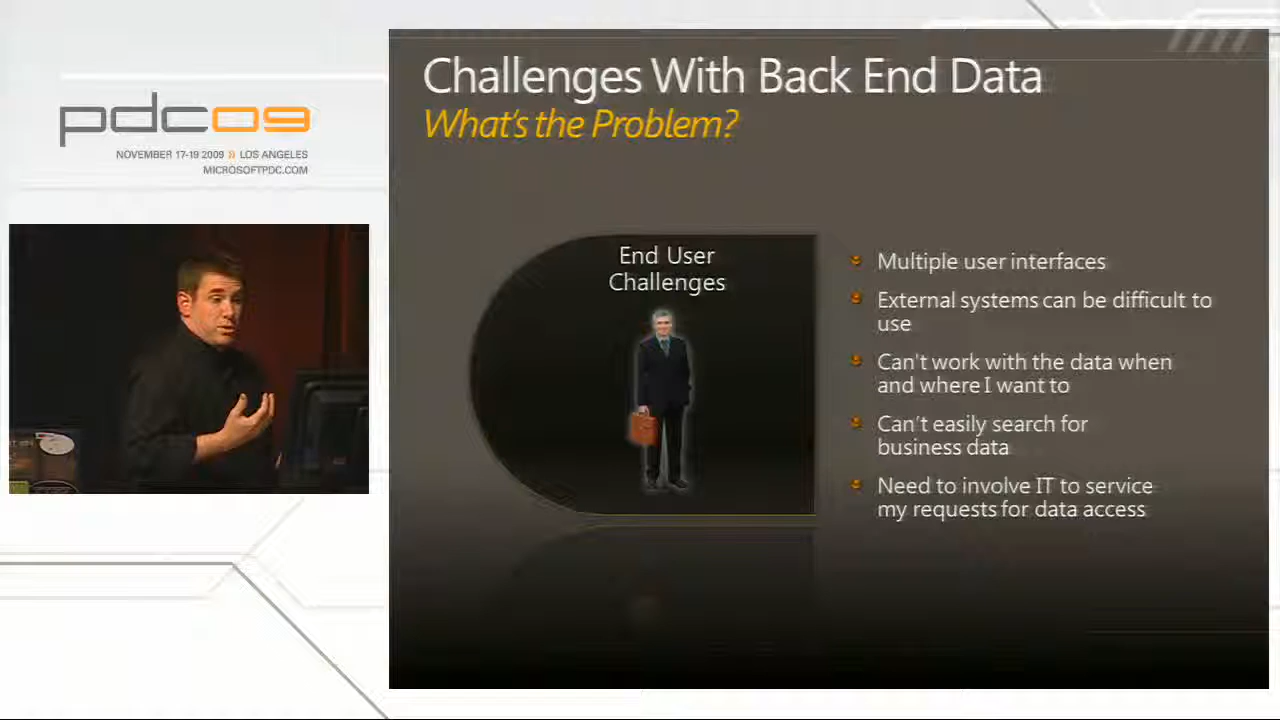 pdc09
NOVEMBER 17-19 2009 » LOS ANGELES
MICROSOFTPDC.COM
Challenges With Back End Data
What's the Problem?
End User
Challenges
Multiple user interfaces
External systems can be difficult to
use
Can't work with the data when
and where I want to
Can't easily search for
business data
Need to involve IT to service
my requests for data access